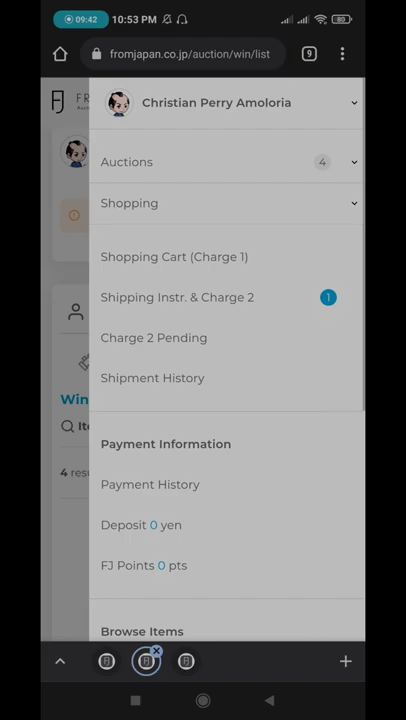 09:42 10:53 PM 80
fromjapan.co.jp/auction/win/list 9
FR
Christian Perry Amoloria
Auctions 4
Shopping
Shopping Cart (Charge 1)
Shipping Instr. & Charge 2 1
Charge 2 Pending
Shipment History
Win
Ite
Payment Information
4 resu
Payment History
Deposit 0 yen
FJ Points 0 pts
Browse Items